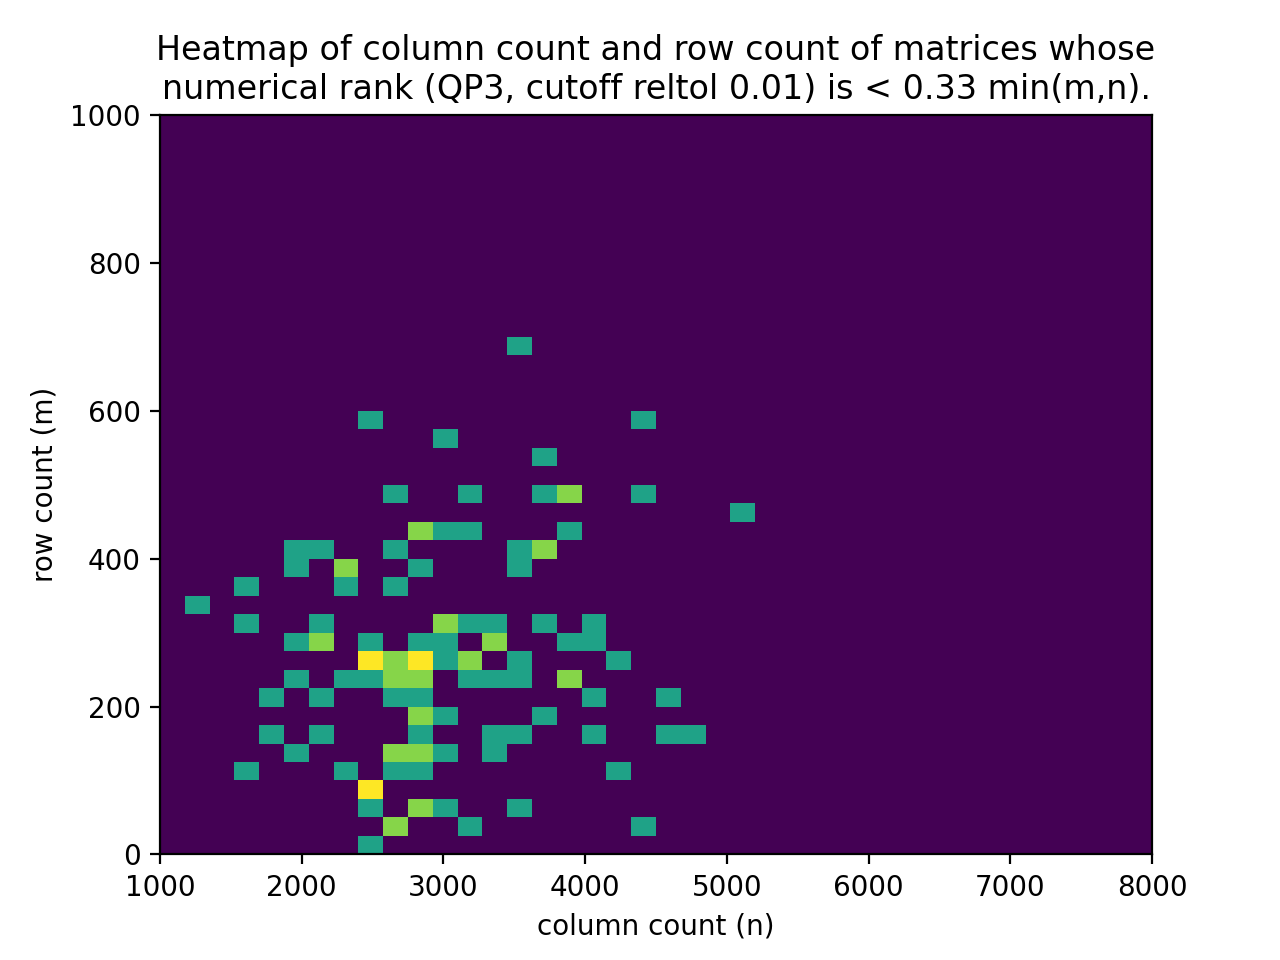 Heatmap of column count and row count of matrices whose
numerical rank (QP3, cutoff reltol 0.01) is < 0.33 min(m,n).
1000
800
600
400
200
0
row count (m)
1000 2000 3000 4000 5000 6000 7000 8000
column count (n)